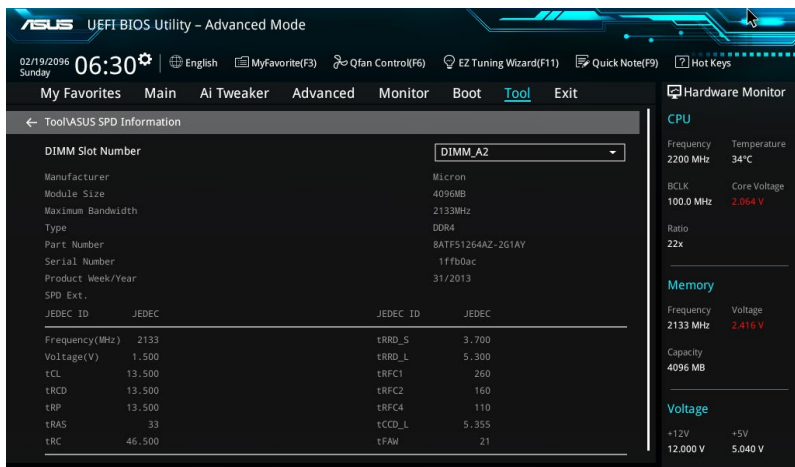 ASUS UEFI BIOS Utility – Advanced Mode
02/19/2096 Sunday 06:30 English MyFavorite(F3) Qfan Control(F6) EZ Tuning Wizard(F11) Quick Note(F9) ? Hot Keys
My Favorites Main Ai Tweaker Advanced Monitor Boot Tool Exit
← Tool\ASUS SPD Information
DIMM Slot Number DIMM_A2
Manufacturer Micron
Module Size 4096MB
Maximum Bandwidth 2133MHz
Type DDR4
Part Number 8ATF51264AZ-2G1AY
Serial Number 1ffb0ac
Product Week/Year 31/2013
SPD Ext.
JEDEC ID JEDEC JEDEC ID JEDEC
Frequency(MHz) 2133 tRRD_S 3.700
Voltage(V) 1.500 tRRD_L 5.300
tCL 13.500 tRFC1 260
tRCD 13.500 tRFC2 160
tRP 13.500 tRFC4 110
tRAS 33 tCCD_L 5.355
tRC 46.500 tFAW 21
Hardware Monitor
CPU
Frequency Temperature
2200 MHz 34°C
BCLK Core Voltage
100.0 MHz 2.064 V
Ratio
22x
Memory
Frequency Voltage
2133 MHz 2.416 V
Capacity
4096 MB
Voltage
+12V +5V
12.000 V 5.040 V